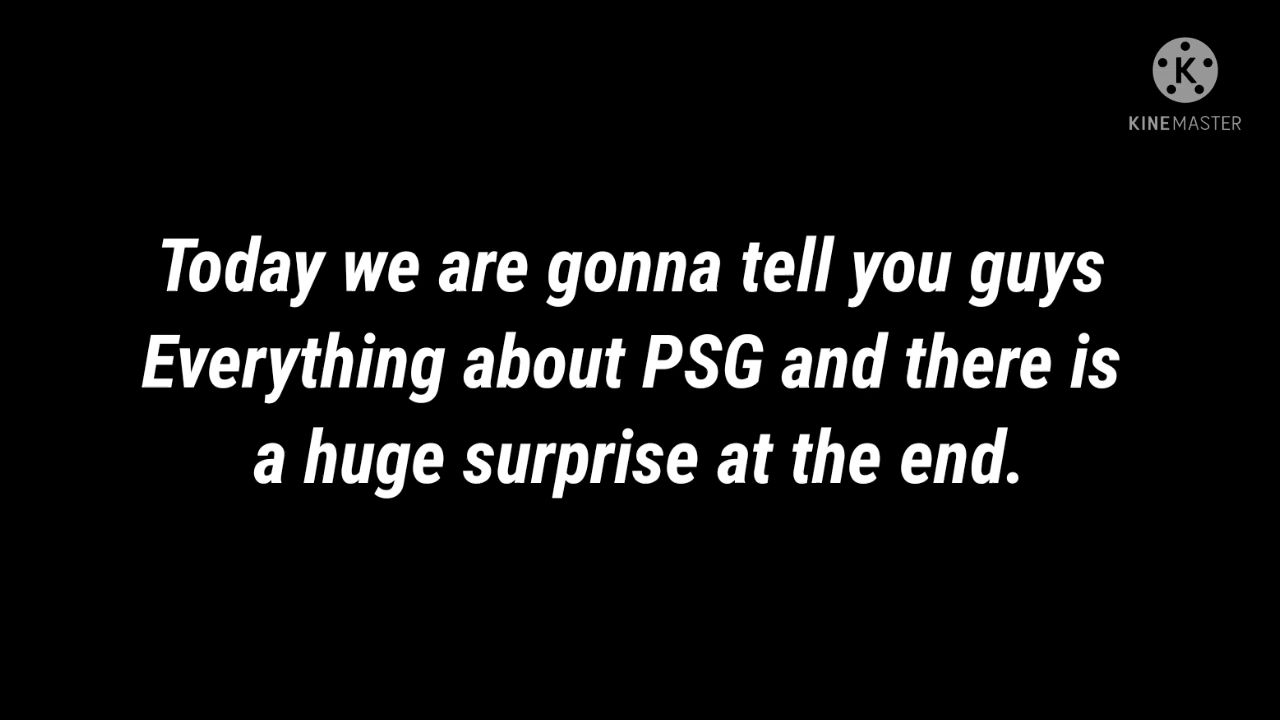 K
KINEMASTER
Today we are gonna tell you guys
Everything about PSG and there is
a huge surprise at the end.